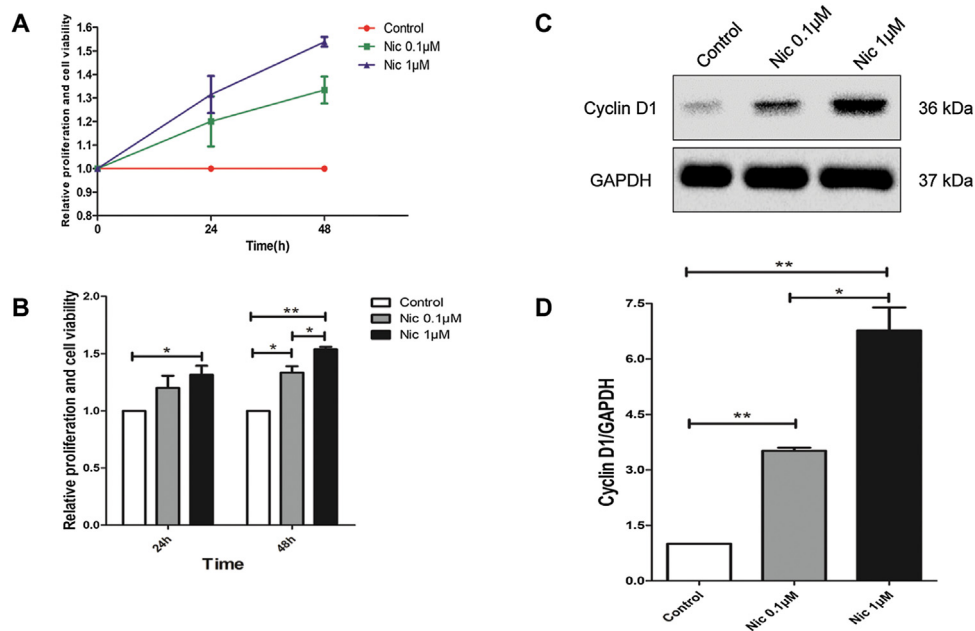 A
Relative proliferation and cell viability
1.6
1.5
1.4
1.3
1.2
1.1
1.0
0.9
0.8
0
24
48
Time(h)
Control
Nic 0.1μM
Nic 1μM
B
Relative proliferation and cell viability
2.0
1.5
1.0
0.5
0.0
*
*
**
*
24h
48h
Time
Control
Nic 0.1μM
Nic 1μM
C
Control
Nic 0.1μM
Nic 1μM
Cyclin D1
36 kDa
GAPDH
37 kDa
D
Cyclin D1/GAPDH
7.5
6.0
4.5
3.0
1.5
0.0
**
*
**
Control
Nic 0.1μM
Nic 1μM